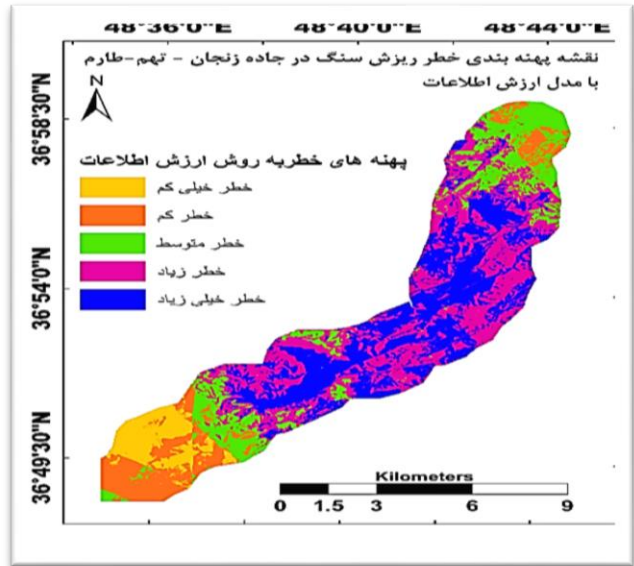 48°36'0"E 48°40'0"E 48°44'0"E
نقشه پهنه بندی خطر ریزش سنگ در جاده زنجان - تهم-طارم
با مدل ارزش اطلاعات
N
36°58'30"N
پهنه های خطربه روش ارزش اطلاعات
خطر خیلی کم
خطر کم
خطر متوسط
خطر زیاد
خطر خیلی زیاد
36°54'0"N
36°49'30"N
Kilometers
0 1.5 3 6 9